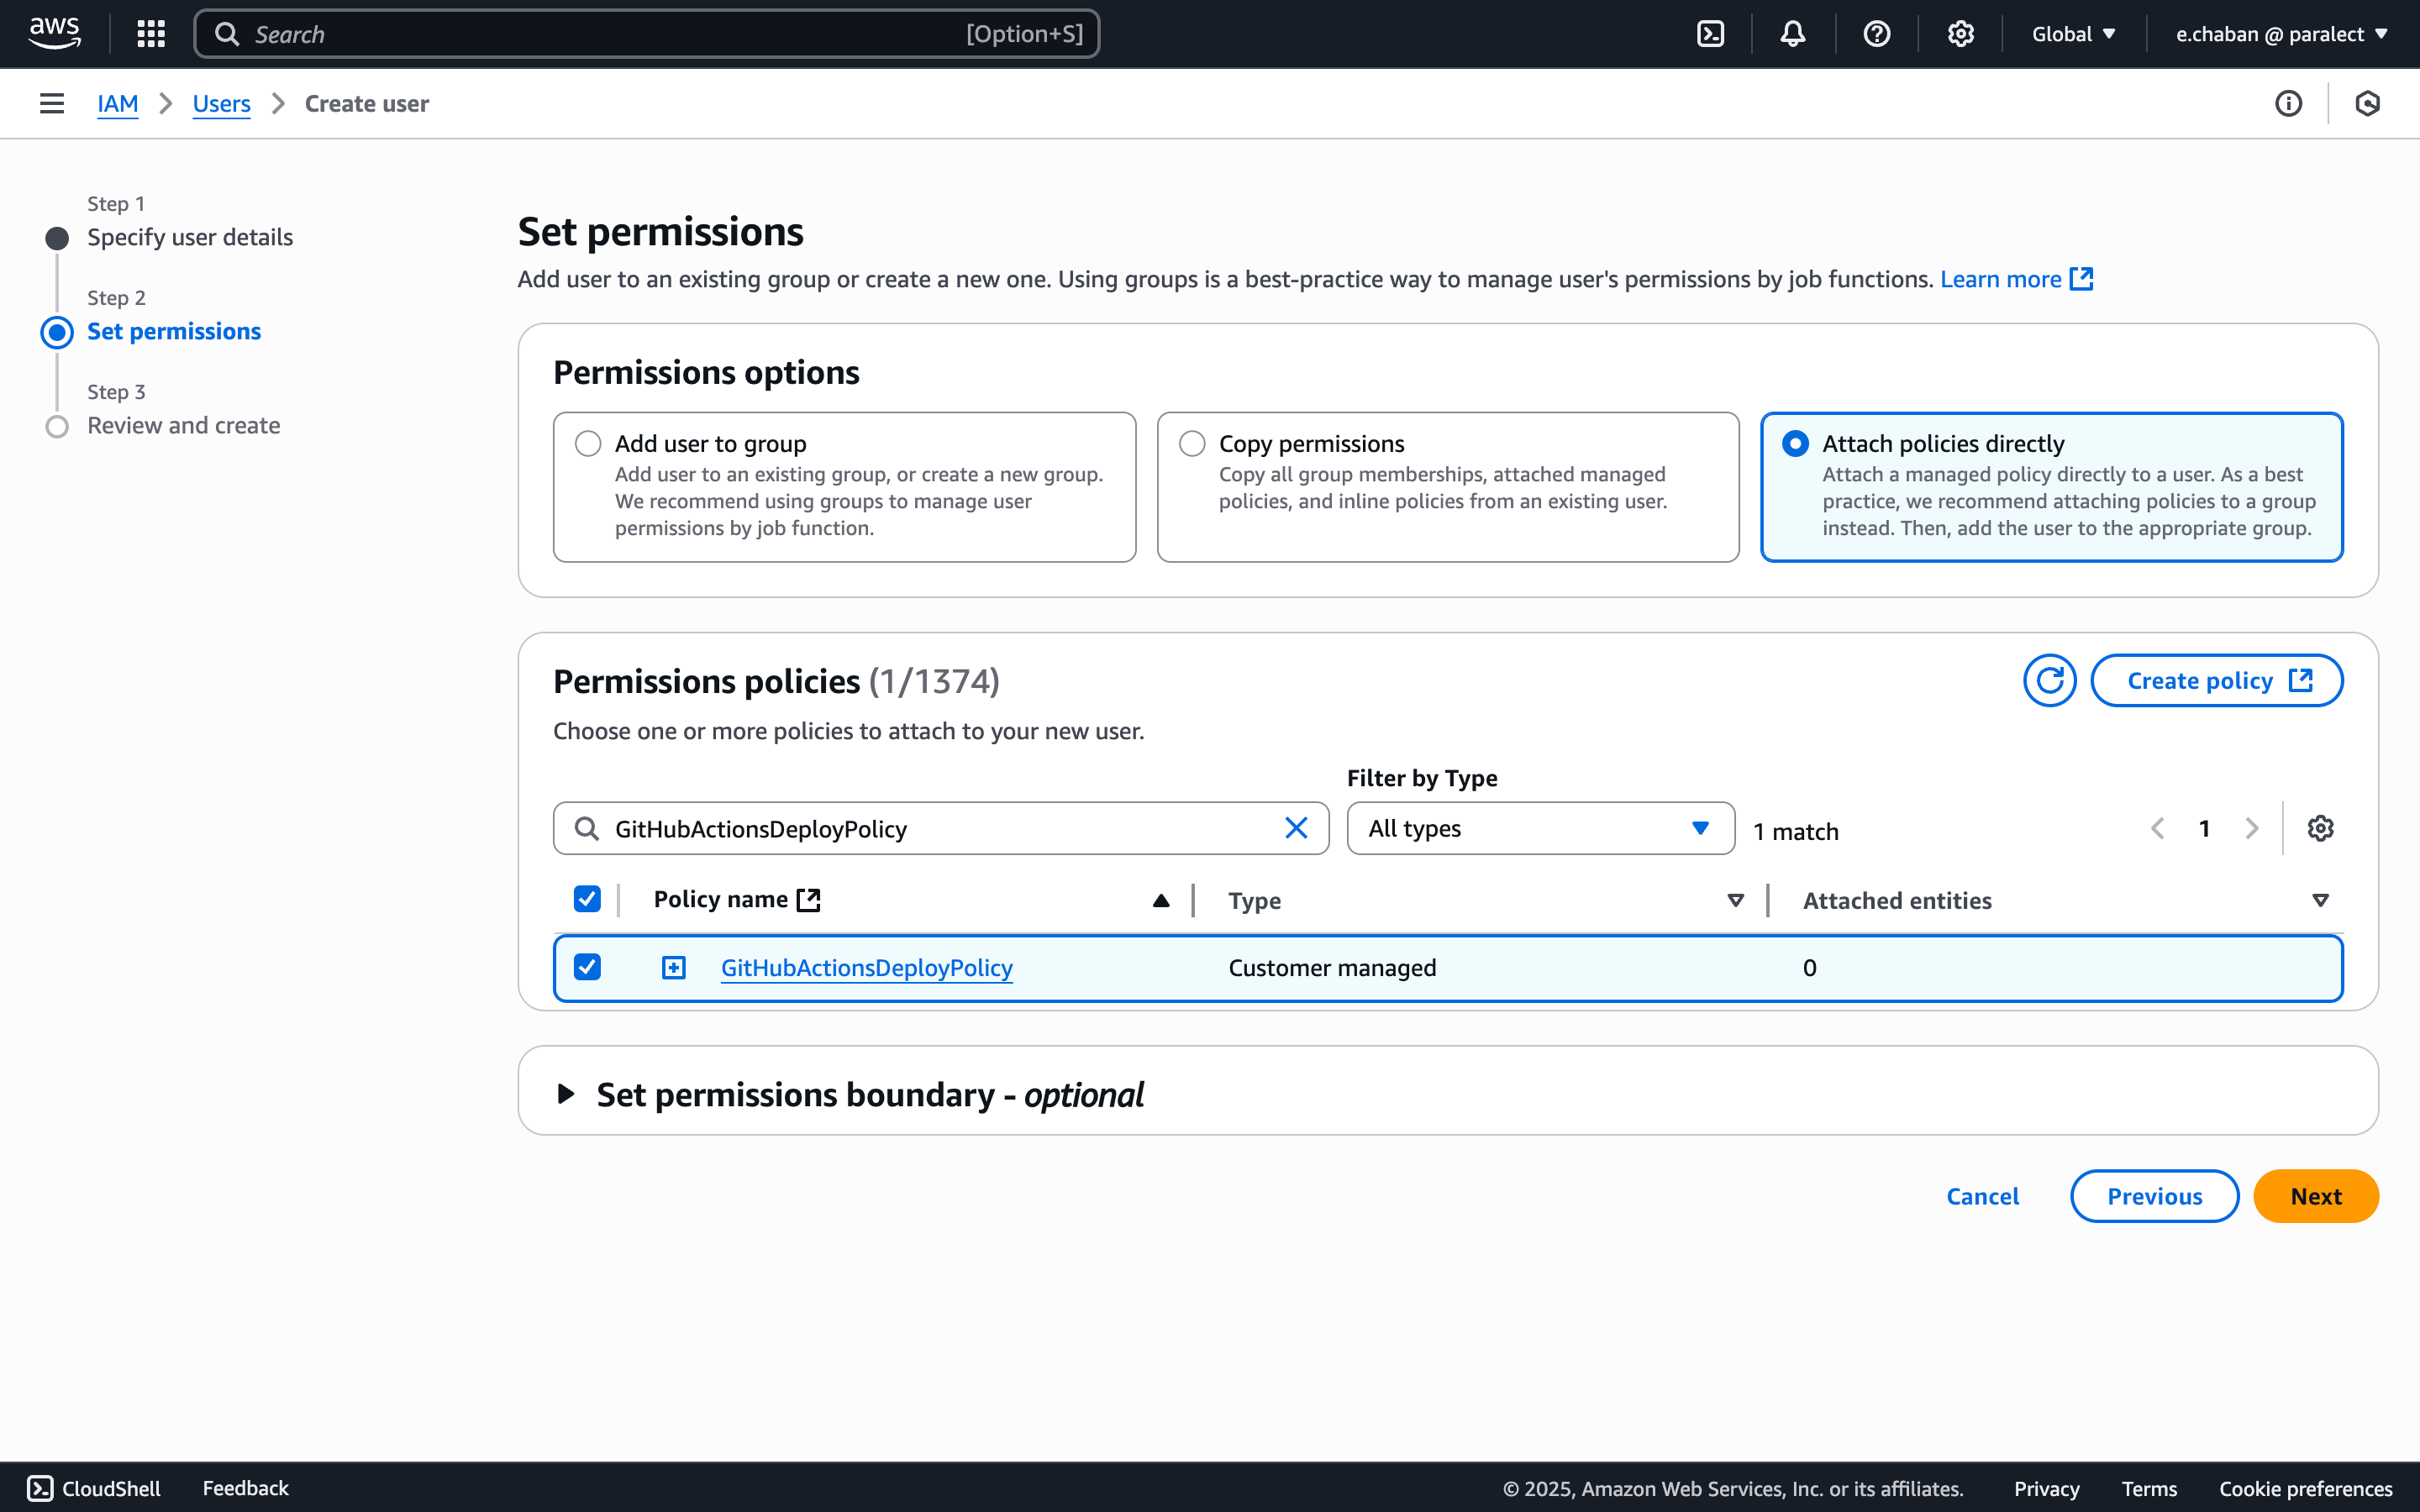 aws
Search
[Option+S]
Global
e.chaban @ paralect
IAM
Users
Create user
Step 1
Specify user details
Step 2
Set permissions
Step 3
Review and create
Set permissions
Add user to an existing group or create a new one. Using groups is a best-practice way to manage user's permissions by job functions. Learn more
Permissions options
Add user to group
Add user to an existing group, or create a new group.
We recommend using groups to manage user
permissions by job function.
Copy permissions
Copy all group memberships, attached managed
policies, and inline policies from an existing user.
Attach policies directly
Attach a managed policy directly to a user. As a best
practice, we recommend attaching policies to a group
instead. Then, add the user to the appropriate group.
Permissions policies (1/1374)
Create policy
Choose one or more policies to attach to your new user.
Filter by Type
GitHubActionsDeployPolicy
All types
1 match
1
Policy name
Type
Attached entities
GitHubActionsDeployPolicy
Customer managed
0
Set permissions boundary - optional
Cancel
Previous
Next
CloudShell
Feedback
© 2025, Amazon Web Services, Inc. or its affiliates.
Privacy
Terms
Cookie preferences